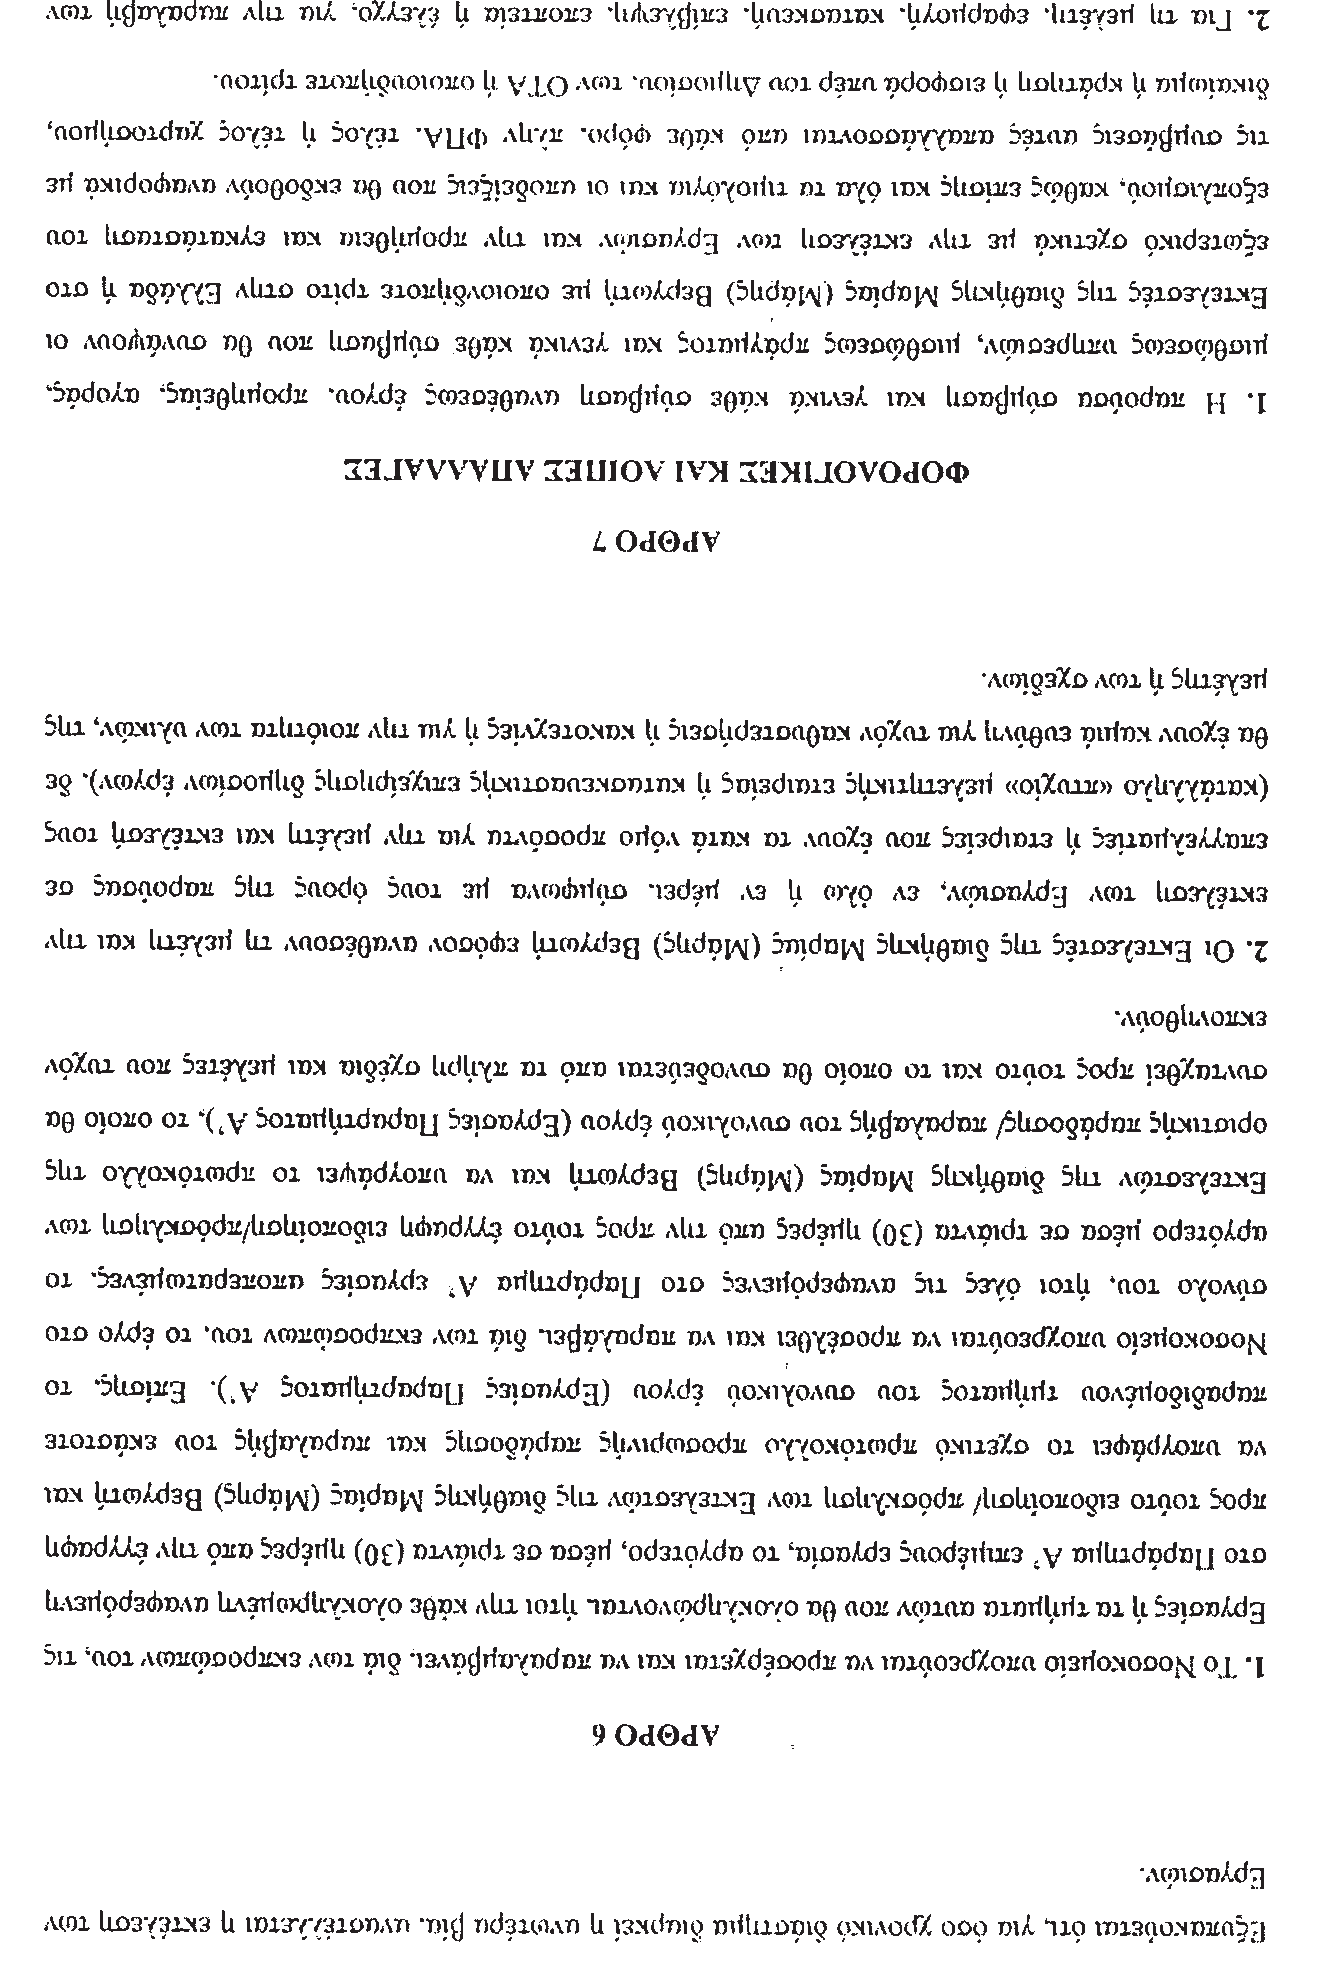 Εξυπακούεται ότι, για όσο χρονικό διάστημα διαρκεί η ανωτέρα βία, αναστέλλεται η εκτέλεση των
Εργασιών.
ΑΡΘΡΟ 6
1. Το Νοσοκομείο υποχρεούται να προσέρχεται και να παραλαμβάνει, διά των εκπροσώπων του, τις
Εργασίες ή τα τμήματα αυτών που θα ολοκληρώνονται, ήτοι την κάθε ολοκληρωμένη αναφερόμενη
στο Παράρτημα Α’ επιμέρους εργασία, το αργότερο, μέσα σε τριάντα (30) ημέρες από την έγγραφη
προς τούτο ειδοποίηση/ πρόσκληση των Εκτελεστών της διαθήκης Μαρίας (Μάρης) Βεργωτή και
να υπογράφει το σχετικό πρωτόκολλο προσωρινής παράδοσης και παραλαβής του εκάστοτε
παραδιδομένου τμήματος του συνολικού έργου (Εργασίες Παραρτήματος Α’). Επίσης, το
Νοσοκομείο υποχρεούται να προσέλθει και να παραλάβει, διά των εκπροσώπων του, το έργο στο
σύνολο του, ήτοι όλες τις αναφερόμενες στο Παράρτημα Α’ εργασίες αποπερατωμένες, το
αργότερο μέσα σε τριάντα (30) ημέρες από την προς τούτο έγγραφη ειδοποίηση/πρόσκληση των
Εκτελεστών της διαθήκης Μαρίας (Μάρης) Βεργωτή και να υπογράψει το πρωτόκολλο της
οριστικής παράδοσης/ παραλαβής του συνολικού έργου (Εργασίες Παραρτήματος Α’), το οποίο θα
συνταχθεί προς τούτο και το οποίο θα συνοδεύεται από τα πλήρη σχέδια και μελέτες που τυχόν
εκπονηθούν.
2. Οι Εκτελεστές της διαθήκης Μαρίας (Μάρης) Βεργωτή εφόσον αναθέσουν τη μελέτη και την
εκτέλεση των Εργασιών, εν όλω ή εν μέρει, σύμφωνα με τους όρους της παρούσας σε
επαγγελματίες ή εταιρείες που έχουν τα κατά νόμο προσόντα για την μελέτη και εκτέλεσή τους
(κατάλληλο «πτυχίο» μελετητικής εταιρείας ή κατασκευαστικής επιχείρησης δημοσίων έργων), δε
θα έχουν καμία ευθύνη για τυχόν καθυστερήσεις ή κακοτεχνίες ή για την ποιότητα των υλικών, της
μελέτης ή των σχεδίων.
ΑΡΘΡΟ 7
ΦΟΡΟΛΟΓΙΚΕΣ ΚΑΙ ΛΟΙΠΕΣ ΑΠΑΛΛΑΓΕΣ
1. Η παρούσα σύμβαση και γενικά κάθε σύμβαση αναθέσεως έργου, προμηθείας, αγοράς,
μισθώσεως υπηρεσιών, μισθώσεως πράγματος και γενικά κάθε σύμβαση που θα συνάψουν οι
Εκτελεστές της διαθήκης Μαρίας (Μάρης) Βεργωτή με οποιονδήποτε τρίτο στην Ελλάδα ή στο
εξωτερικό σχετικά με την εκτέλεση των Εργασιών και την προμήθεια και εγκατάσταση του
εξοπλισμού, καθώς επίσης και όλα τα τιμολόγια και οι αποδείξεις που θα εκδοθούν αναφορικά με
τις συμβάσεις αυτές απαλλάσσονται από κάθε φόρο, πλην ΦΠΑ, τέλος ή τέλος χαρτοσήμου,
δικαίωμα ή κράτηση ή εισφορά υπέρ του Δημοσίου, των ΟΤΑ ή οποιουδήποτε τρίτου.
2. Για τη μελέτη, εφαρμογή, κατασκευή, επίβλεψη, εποπτεία ή έλεγχο, για την παραλαβή των